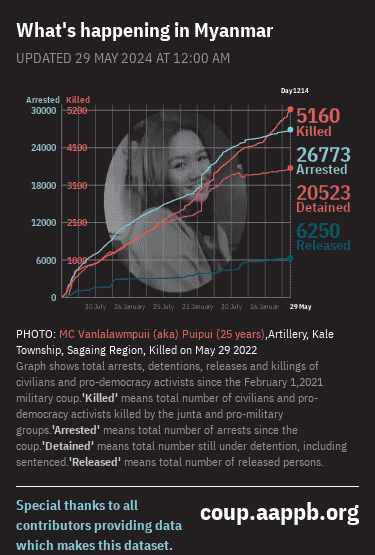 What's happening in Myanmar
UPDATED 29 MAY 2024 AT 12:00 AM
Day1214
Arrested Killed
30000 5200
24000 4100
18000 3100
12000 2100
6000 1000
0
5160
Killed
26773
Arrested
20523
Detained
6250
Released
30 July 26 January 25 July 21 January 20 July 16 Januar 29 May
PHOTO: MC Vanlalawmpuii (aka) Puipui (25 years),Artillery, Kale
Township, Sagaing Region, Killed on May 29 2022
Graph shows total arrests, detentions, releases and killings of
civilians and pro-democracy activists since the February 1,2021
military coup.'Killed' means total number of civilians and pro-
democracy activists killed by the junta and pro-military
groups.'Arrested' means total number of arrests since the
coup.'Detained' means total number still under detention, including
sentenced.'Released' means total number of released persons.
Special thanks to all
contributors providing data
which makes this dataset.
coup.aappb.org